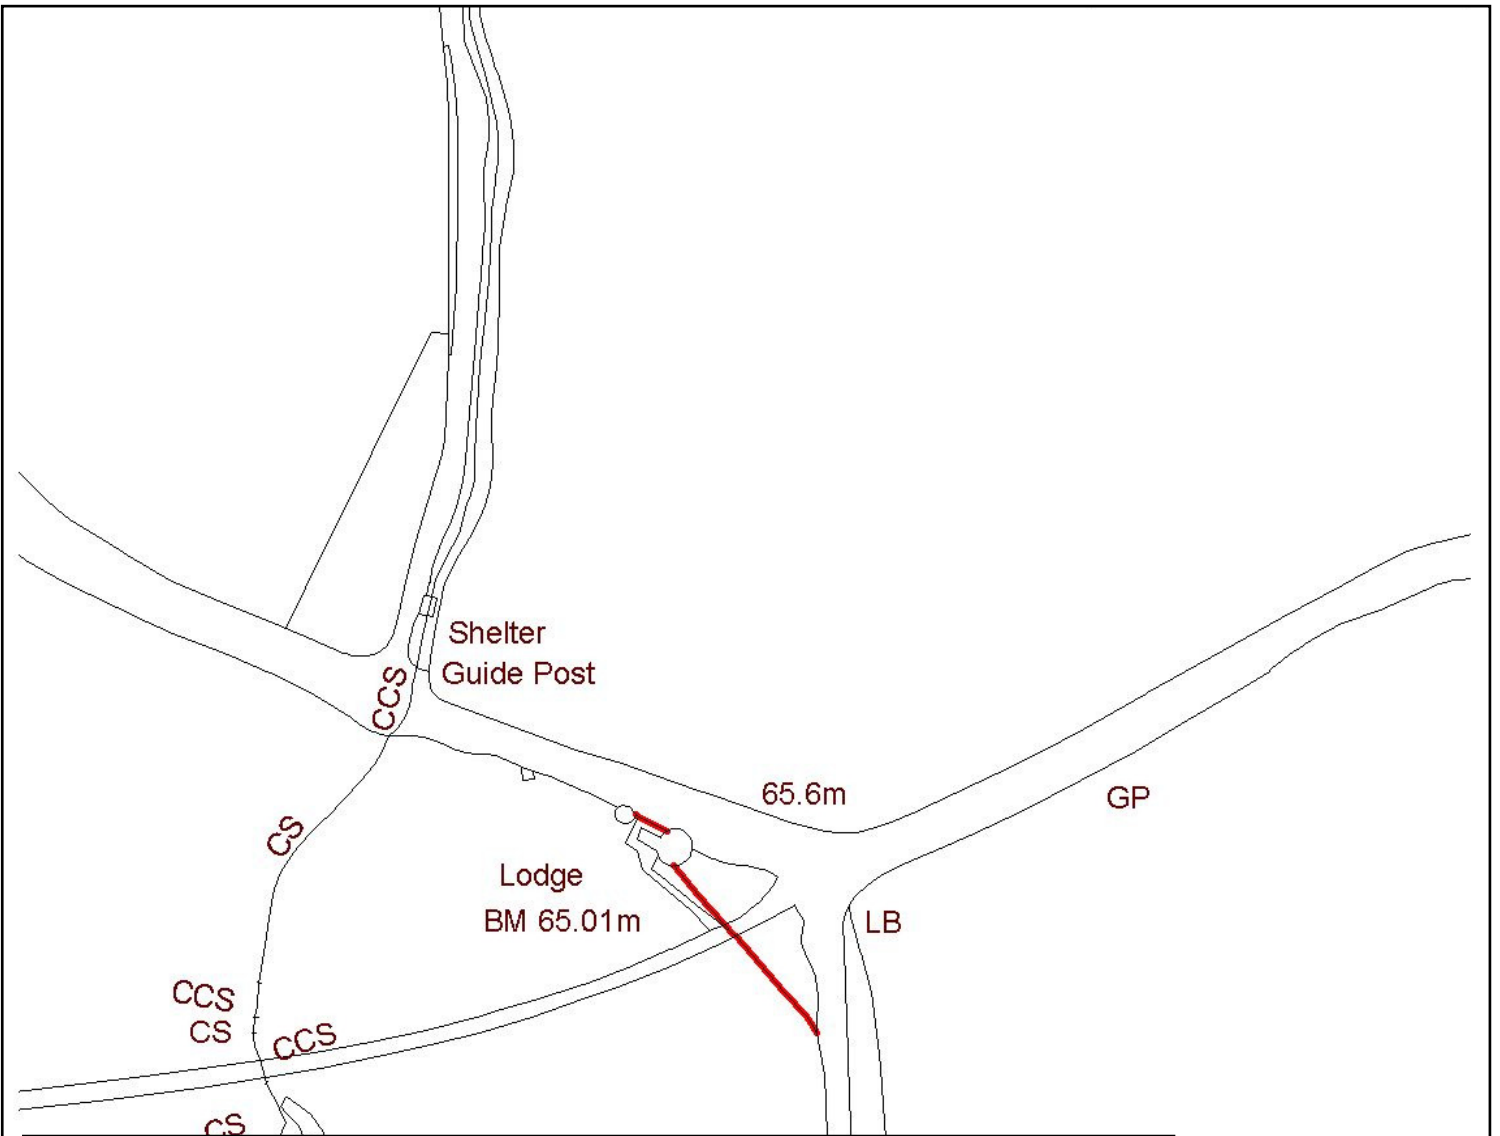 Shelter
Guide Post
CCS
65.6m
GP
CS
Lodge
BM 65.01m
LB
CCS
CS
CCS
CS